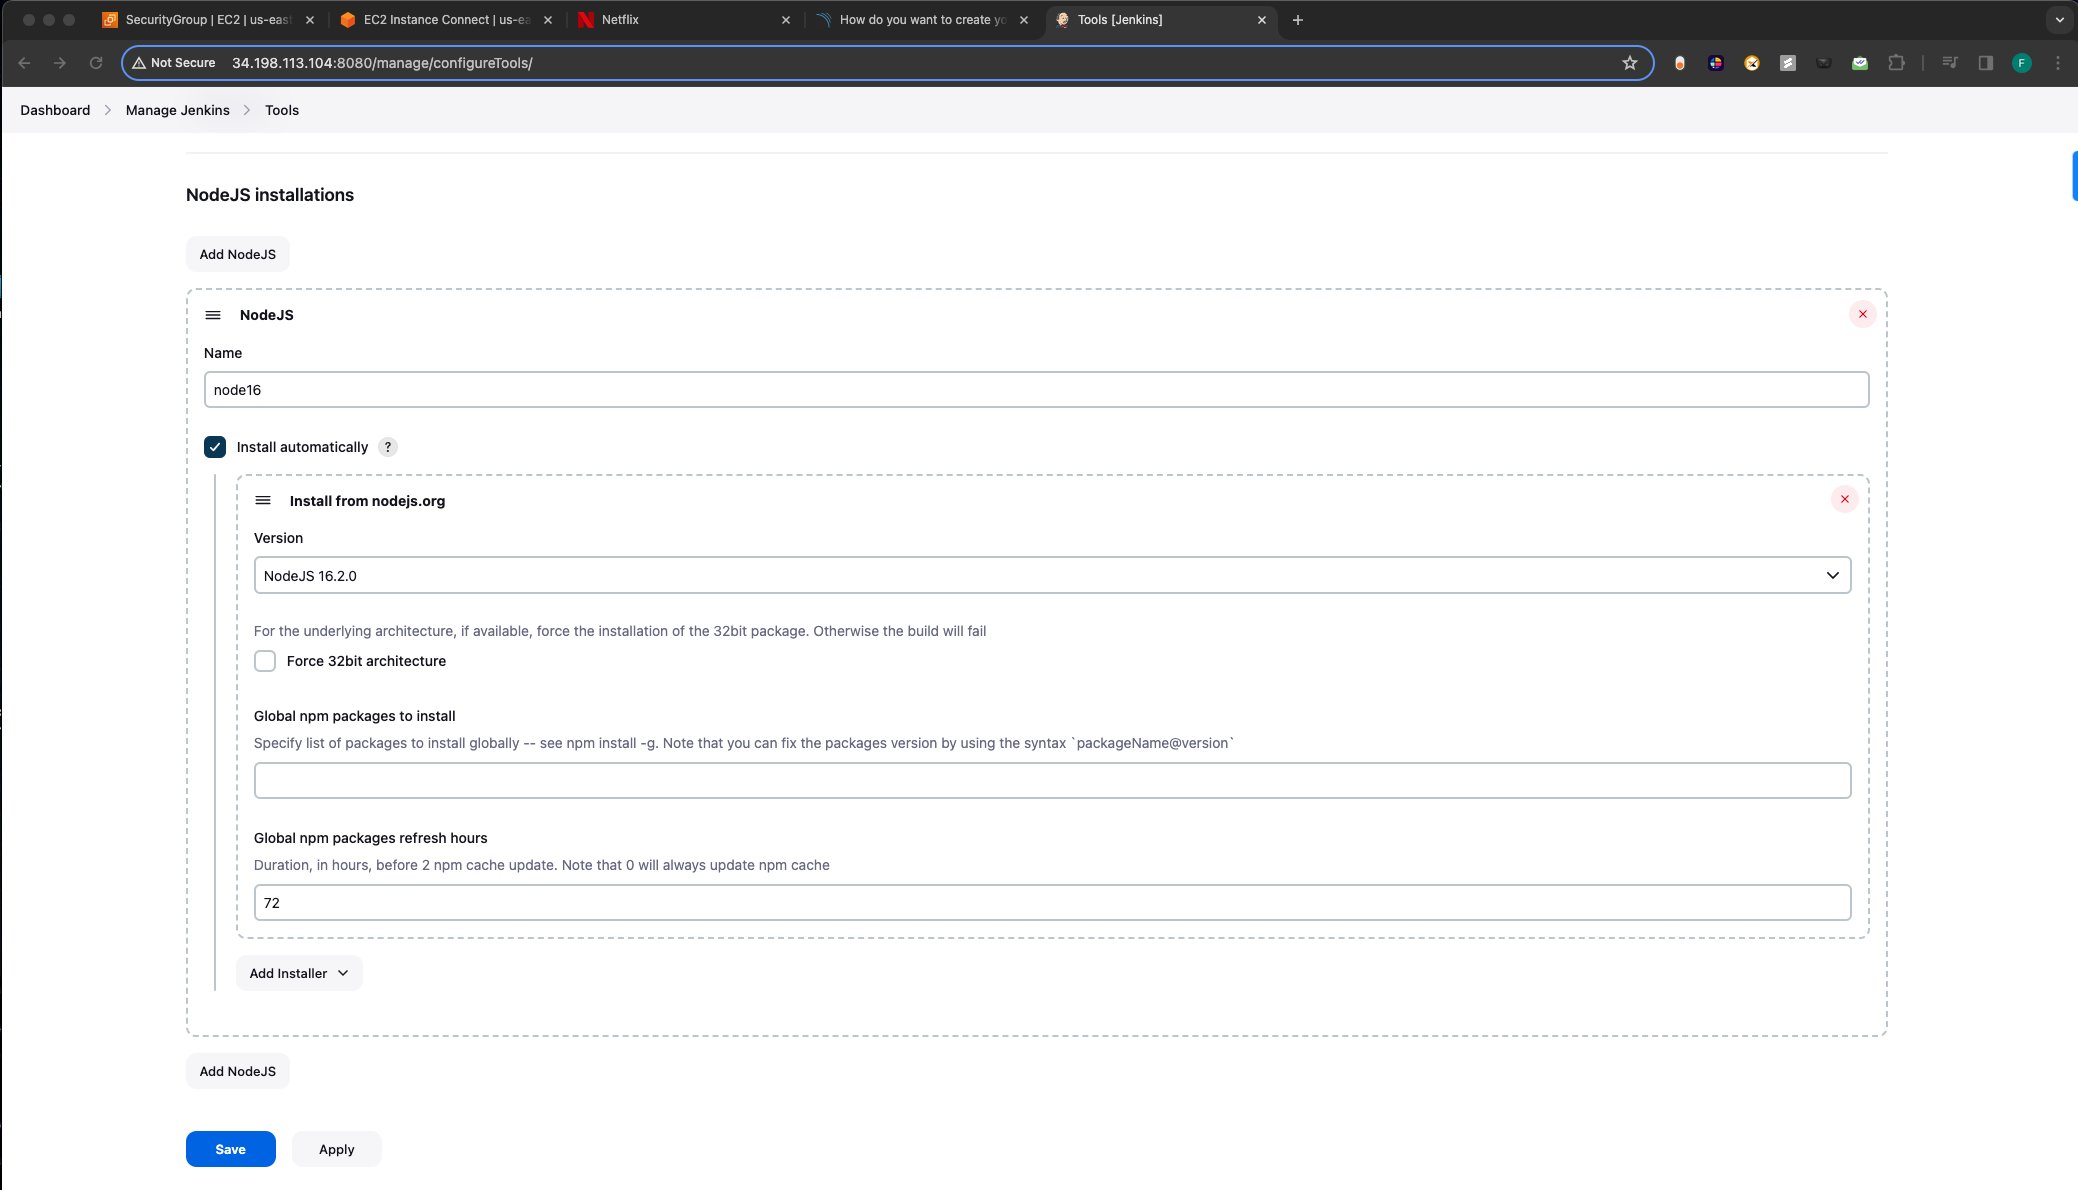 SecurityGroup | EC2 | us-east
EC2 Instance Connect | us-ea
Netflix
How do you want to create yo
Tools [Jenkins]
Not Secure
34.198.113.104:8080/manage/configureTools/
F
Dashboard
Manage Jenkins
Tools
NodeJS installations
Add NodeJS
NodeJS
Name
node16
Install automatically ?
Install from nodejs.org
Version
NodeJS 16.2.0
For the underlying architecture, if available, force the installation of the 32bit package. Otherwise the build will fail
Force 32bit architecture
Global npm packages to install
Specify list of packages to install globally -- see npm install -g. Note that you can fix the packages version by using the syntax `packageName@version`
Global npm packages refresh hours
Duration, in hours, before 2 npm cache update. Note that 0 will always update npm cache
72
Add Installer
Add NodeJS
Save
Apply